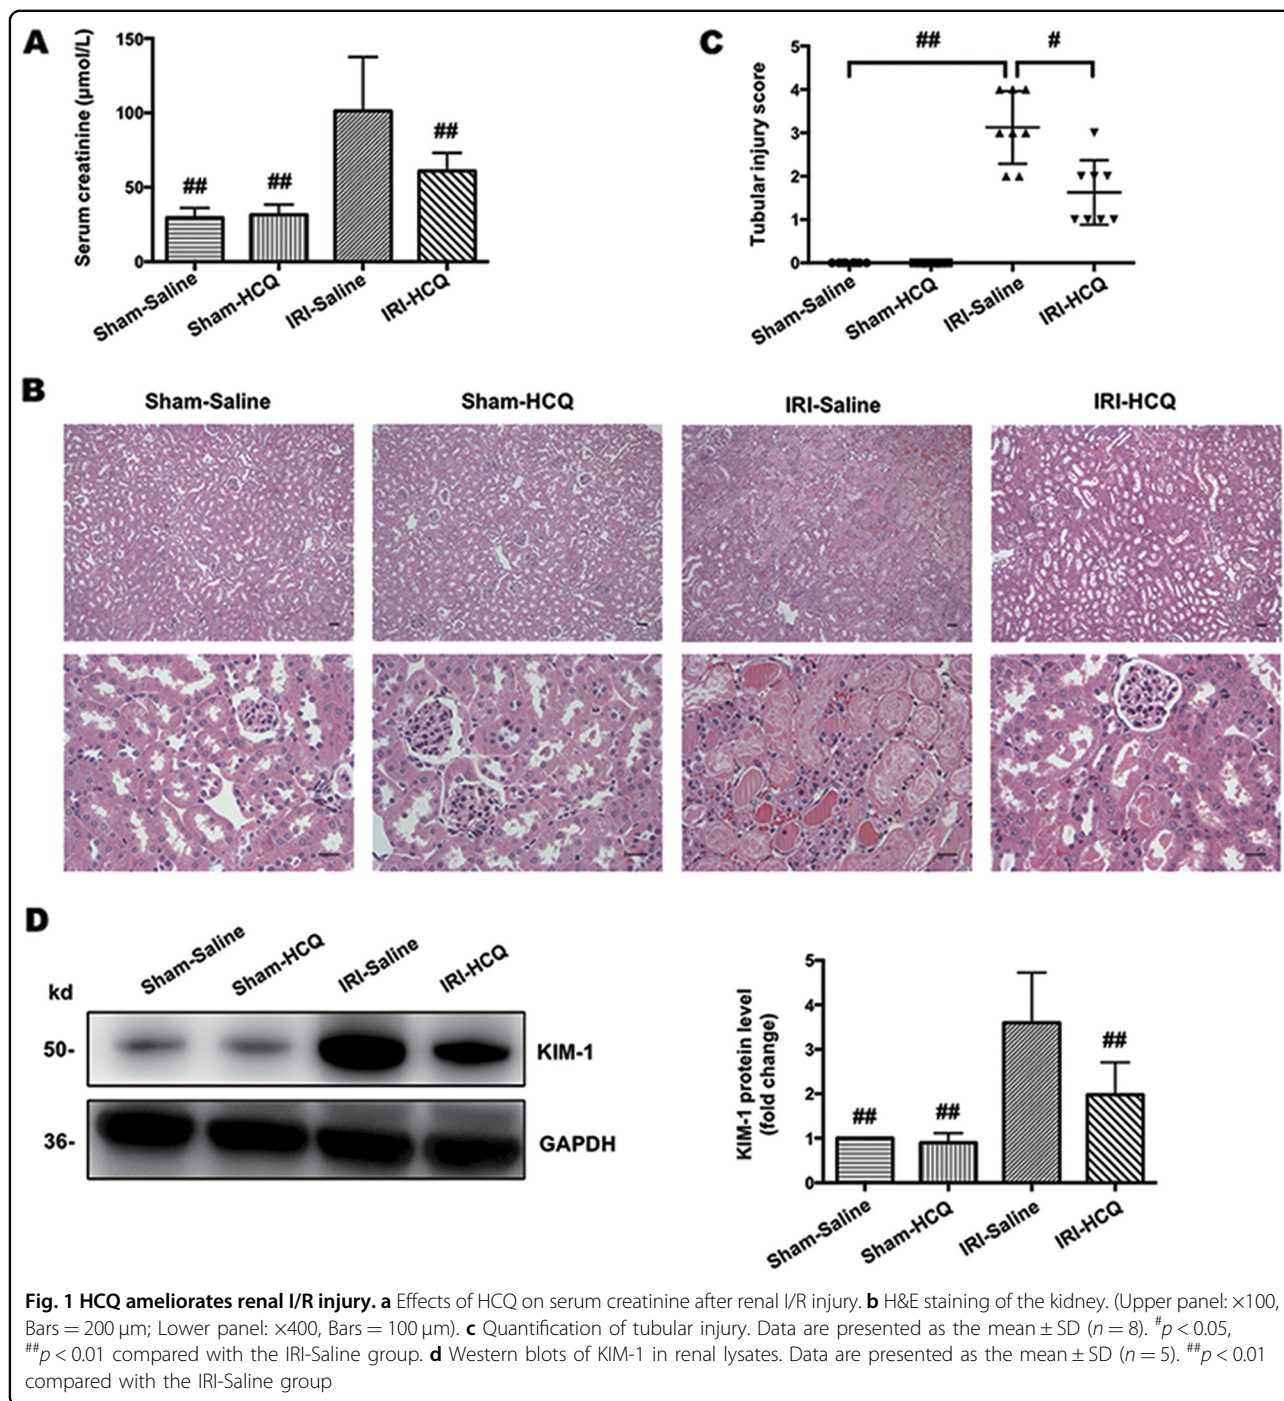 A
Serum creatinine (μmol/L)
150
100
50
0
##
##
##
Sham-Saline
Sham-HCQ
IRI-Saline
IRI-HCQ
C
Tubular injury score
5
4
3
2
1
0
##
#
Sham-Saline
Sham-HCQ
IRI-Saline
IRI-HCQ
B
Sham-Saline
Sham-HCQ
IRI-Saline
IRI-HCQ
D
Sham-Saline
Sham-HCQ
IRI-Saline
IRI-HCQ
kd
50-
KIM-1
36-
GAPDH
KIM-1 protein level
(fold change)
5
4
3
2
1
0
##
##
##
Sham-Saline
Sham-HCQ
IRI-Saline
IRI-HCQ
Fig. 1 HCQ ameliorates renal I/R injury. a Effects of HCQ on serum creatinine after renal I/R injury. b H&E staining of the kidney. (Upper panel: ×100,
Bars = 200 μm; Lower panel: ×400, Bars = 100 μm). c Quantification of tubular injury. Data are presented as the mean ± SD (n = 8). #p < 0.05,
##p < 0.01 compared with the IRI-Saline group. d Western blots of KIM-1 in renal lysates. Data are presented as the mean ± SD (n = 5). ##p < 0.01
compared with the IRI-Saline group